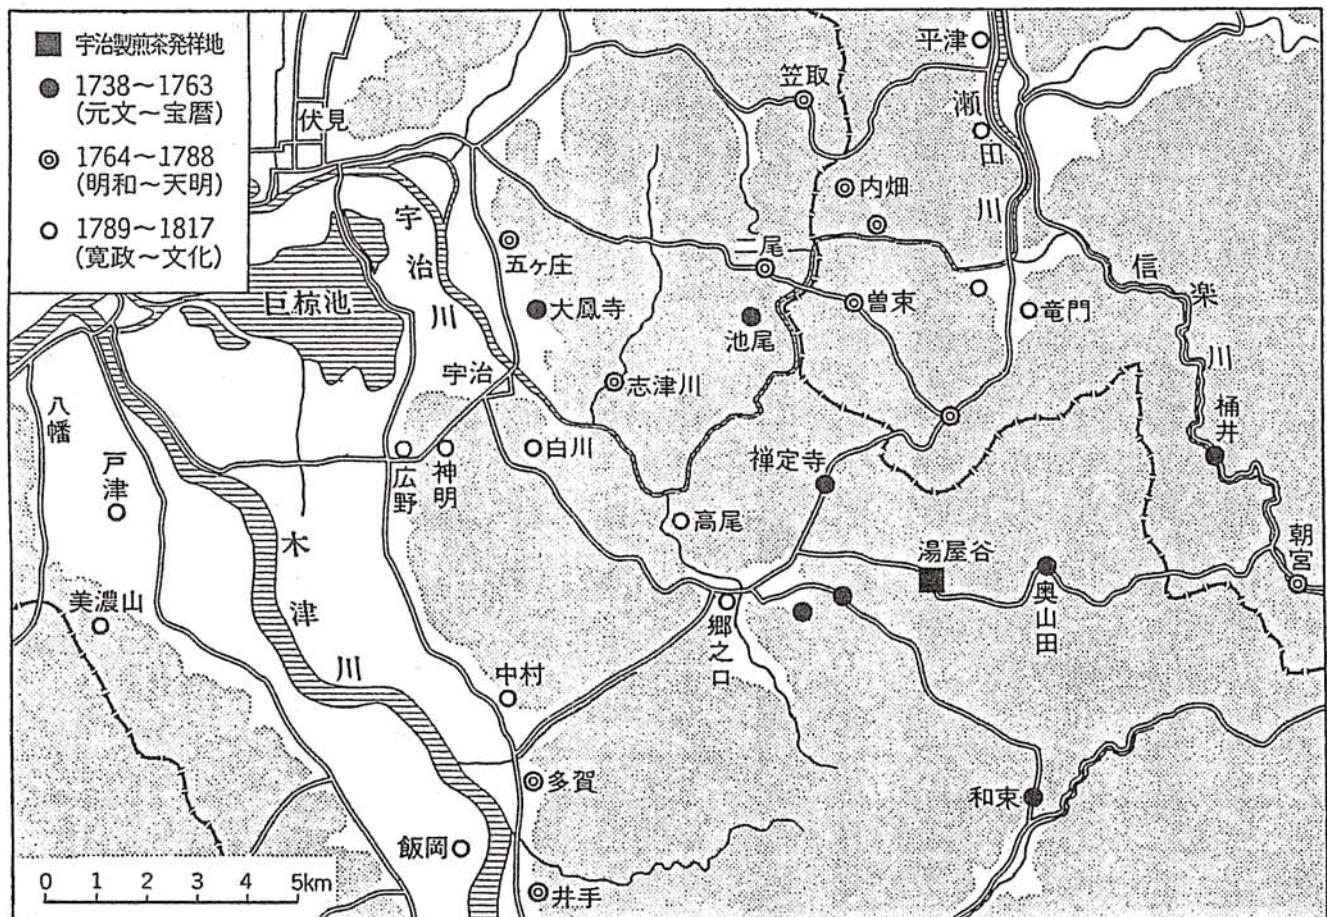 宇治製煎茶発祥地
1738～1763
(元文～宝暦)
1764～1788
(明和～天明)
1789～1817
(寛政～文化)
伏見
平津
笠取
瀬田川
内畑
宇治川
五ヶ庄
二尾
信楽川
巨椋池
大鳳寺
曽束
竜門
池尾
宇治
志津川
八幡
桶井
戸津
広野
神明
白川
禅定寺
高尾
木津川
湯屋谷
朝宮
奥山田
美濃山
郷之口
中村
多賀
和束
飯岡
井手
0 1 2 3 4 5km